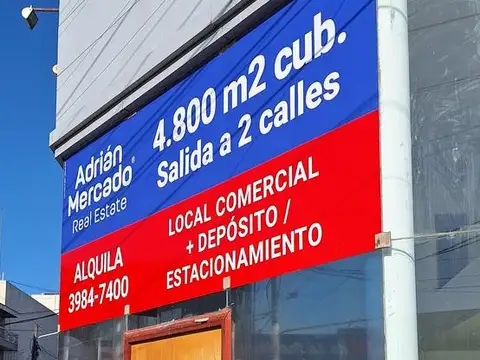 4.800 m2 cub.
Salida a 2 calles
Adrián
Mercado
Real Estate
ALQUILA
3984-7400
LOCAL COMERCIAL
+ DEPÓSITO /
ESTACIONAMIENTO